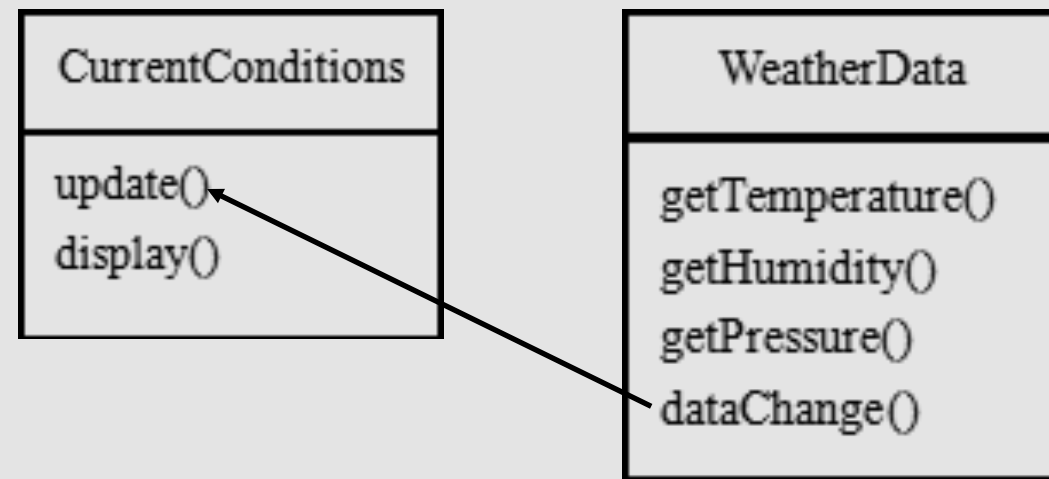 CurrentConditions
update()
display()
WeatherData
getTemperature()
getHumidity()
getPressure()
dataChange()